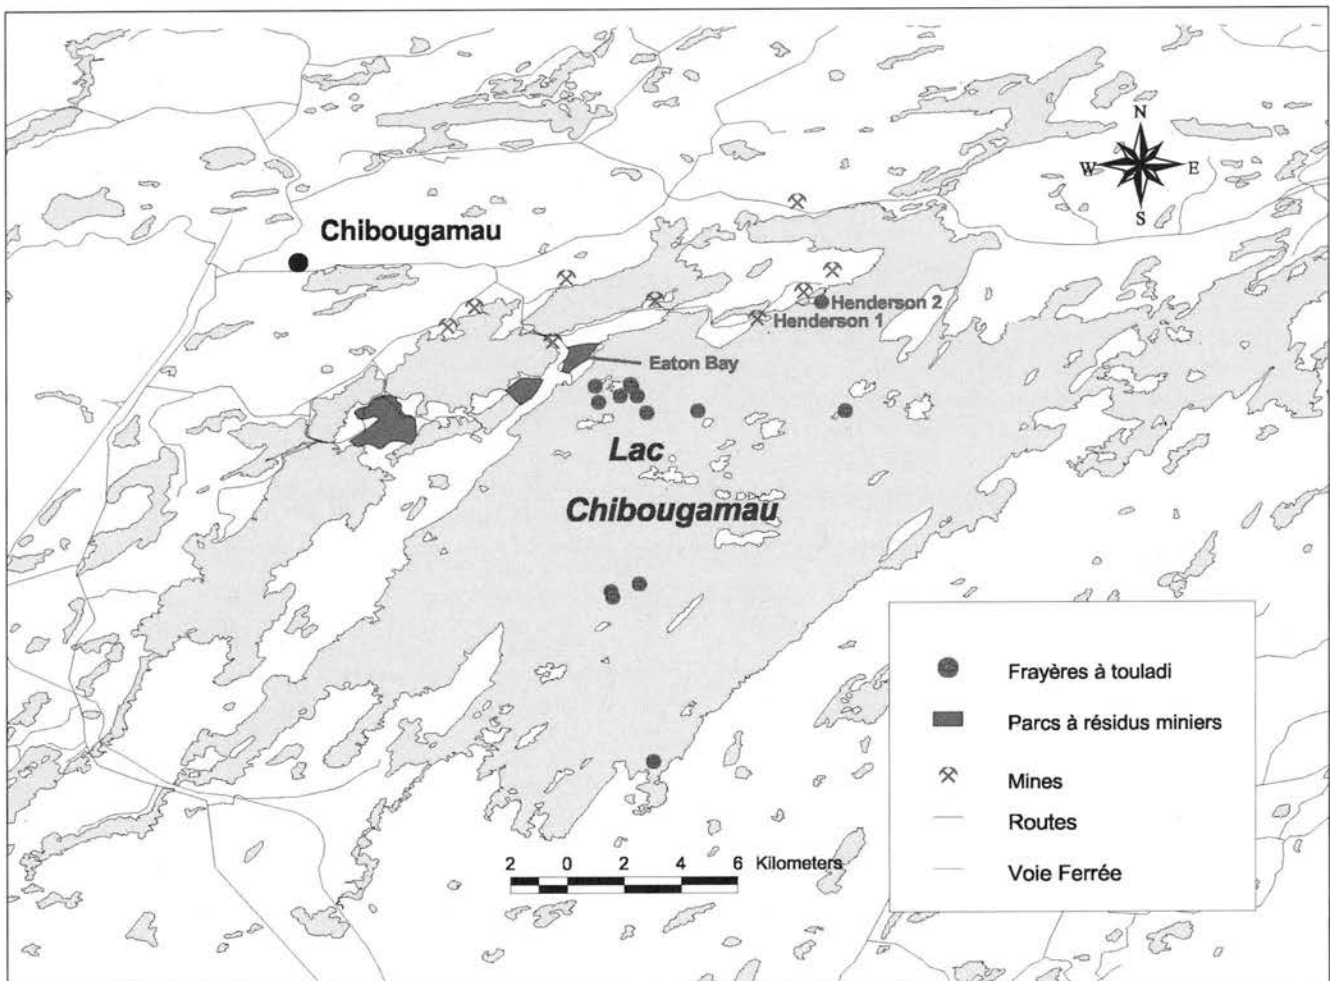 N
W E
S
Chibougamau
Henderson 2
Henderson 1
Eaton Bay
Lac
Chibougamau
Frayères à touladi
Parcs à résidus miniers
Mines
Routes
Voie Ferrée
2 0 2 4 6 Kilometers